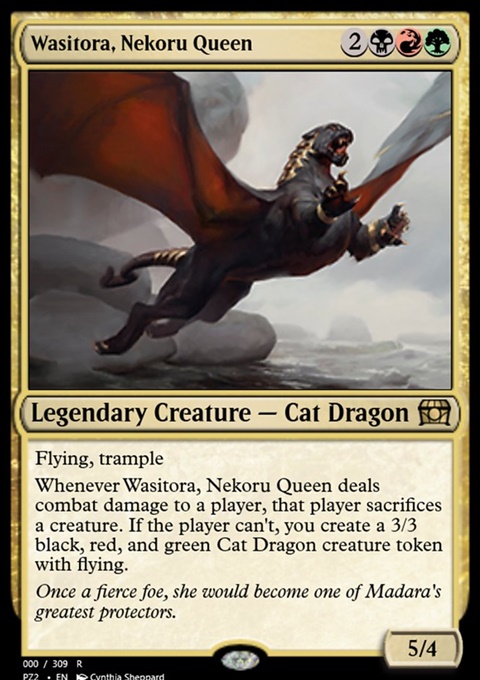 Wasitora, Nekoru Queen 2
Legendary Creature — Cat Dragon
Flying, trample
Whenever Wasitora, Nekoru Queen deals
combat damage to a player, that player sacrifices
a creature. If the player can't, you create a 3/3
black, red, and green Cat Dragon creature token
with flying.
Once a fierce foe, she would become one of Madara's
greatest protectors.
5/4
000 / 309 R
PZ2 • EN Cynthia Sheppard